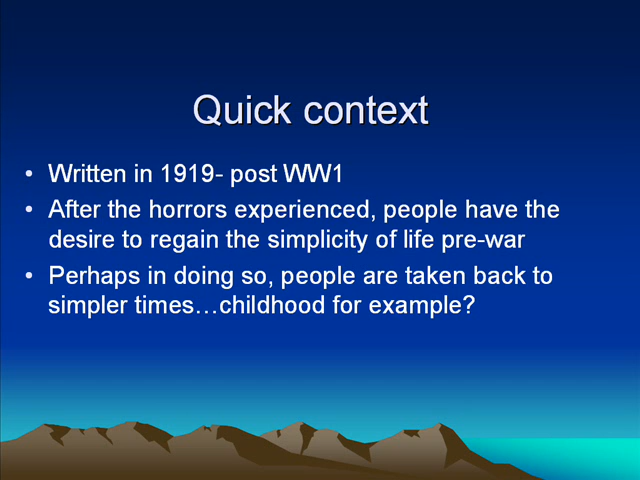 Quick context
• Written in 1919- post WW1
• After the horrors experienced, people have the
desire to regain the simplicity of life pre-war
• Perhaps in doing so, people are taken back to
simpler times…childhood for example?